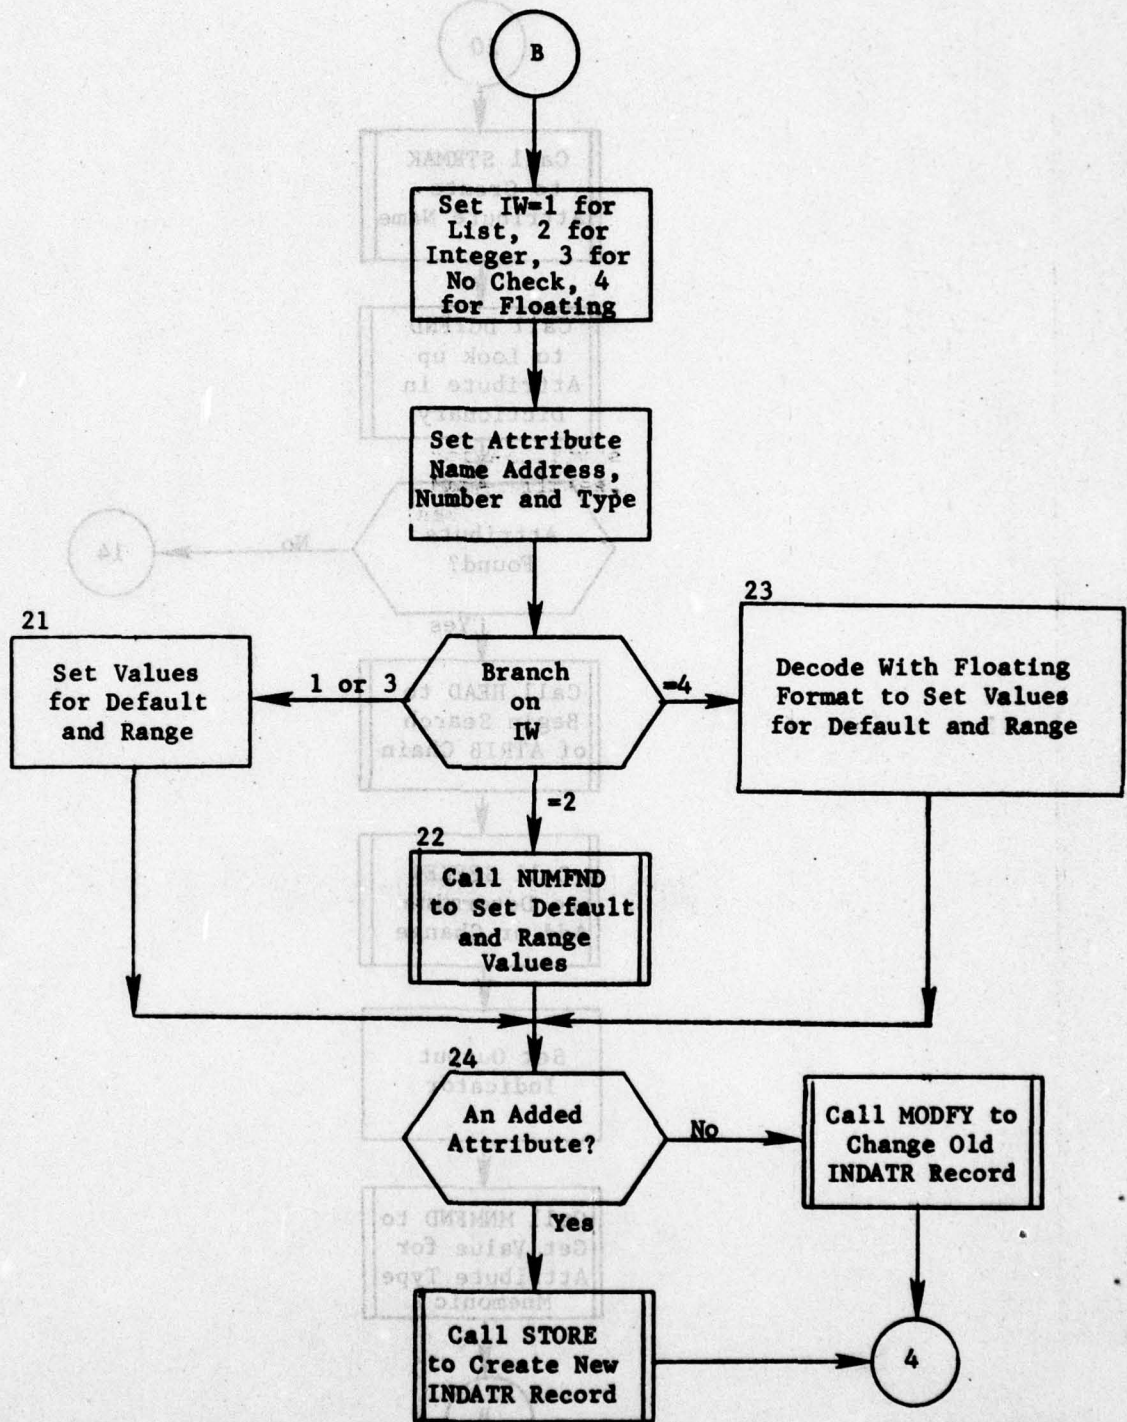 B
Set IW=1 for
List, 2 for
Integer, 3 for
No Check, 4
for Floating
Set Attribute
Name Address,
Number and Type
21
Set Values
for Default
and Range
1 or 3
Branch
on
IW
=4
23
Decode With Floating
Format to Set Values
for Default and Range
=2
22
Call NUMFND
to Set Default
and Range
Values
24
An Added
Attribute?
No
Call MODFY to
Change Old
INDATR Record
Yes
Call STORE
to Create New
INDATR Record
4